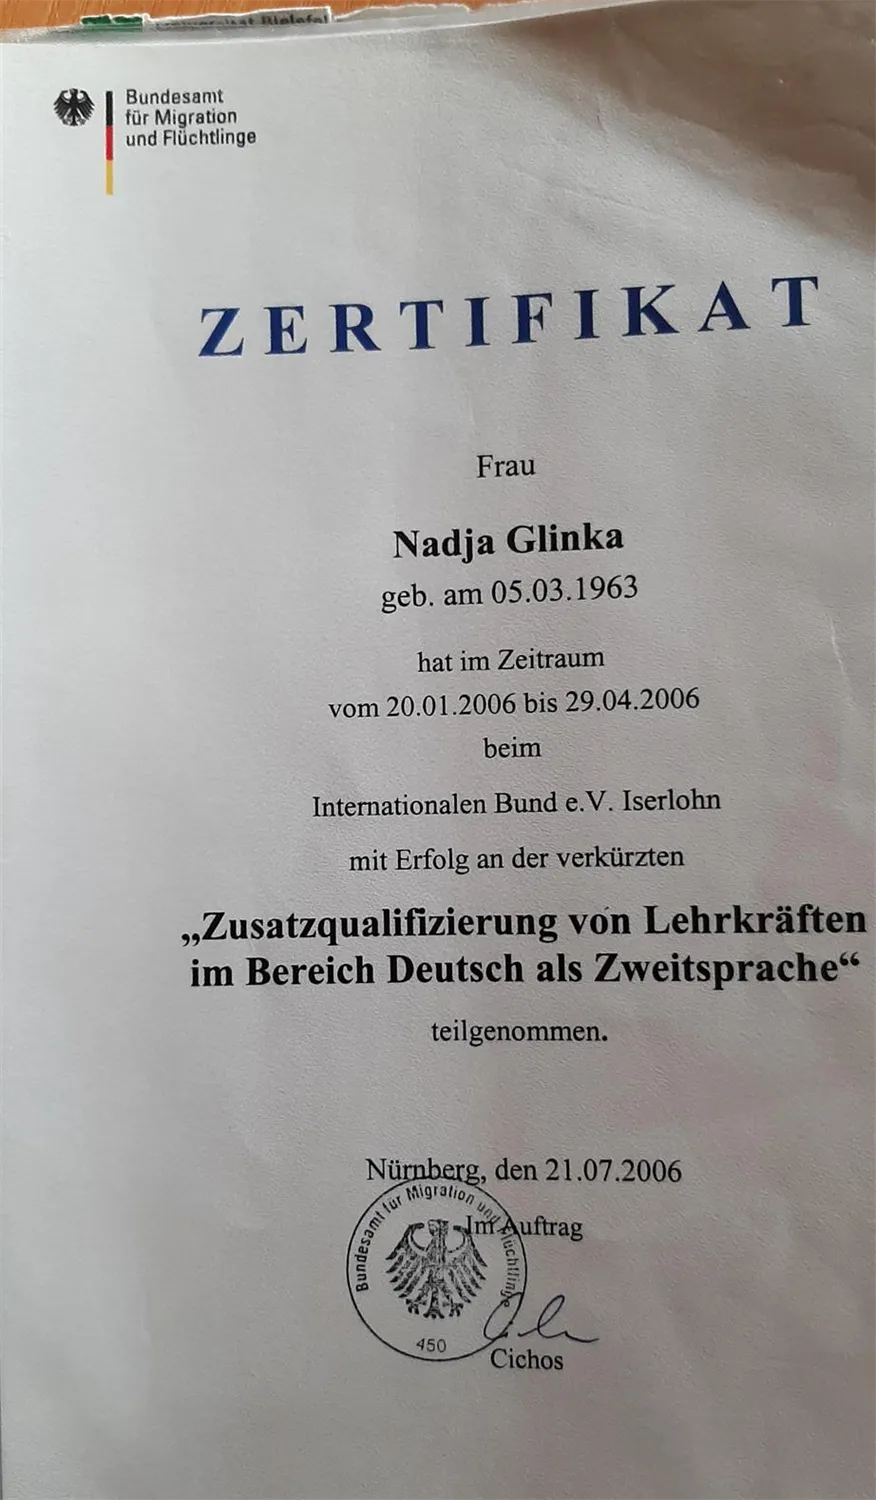 Universität Bielefel
Bundesamt
für Migration
und Flüchtlinge
ZERTIFIKAT
Frau
Nadja Glinka
geb. am 05.03.1963
hat im Zeitraum
vom 20.01.2006 bis 29.04.2006
beim
Internationalen Bund e.V. Iserlohn
mit Erfolg an der verkürzten
„Zusatzqualifizierung von Lehrkräften
im Bereich Deutsch als Zweitsprache“
teilgenommen.
Nürnberg, den 21.07.2006
Im Auftrag
Bundesamt für Migration und Flüchtlinge
450
Cichos